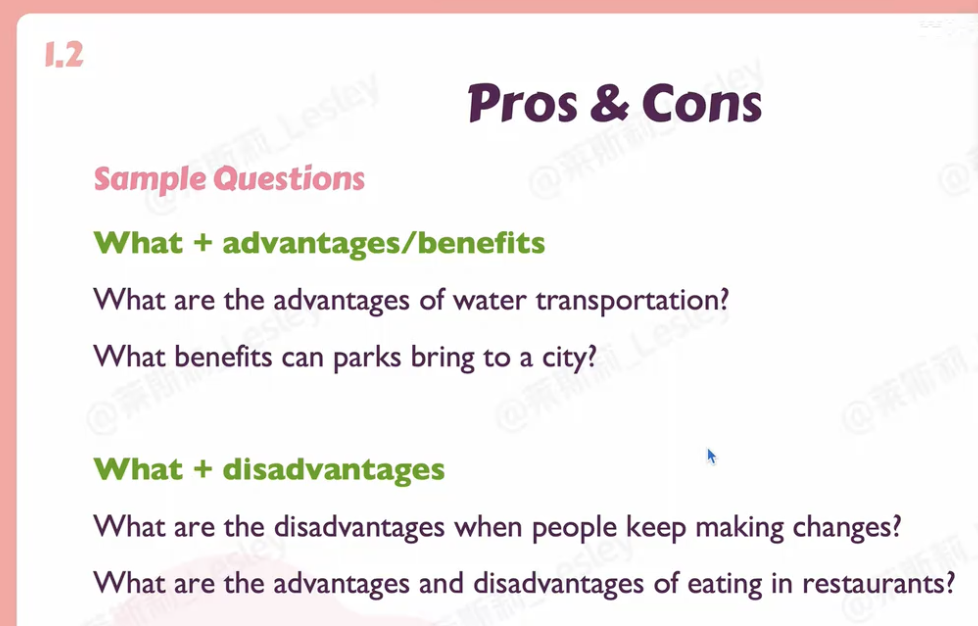 1.2
Pros & Cons
Sample Questions
What + advantages/benefits
What are the advantages of water transportation?
What benefits can parks bring to a city?
What + disadvantages
What are the disadvantages when people keep making changes?
What are the advantages and disadvantages of eating in restaurants?
@莱斯莉_Lesley